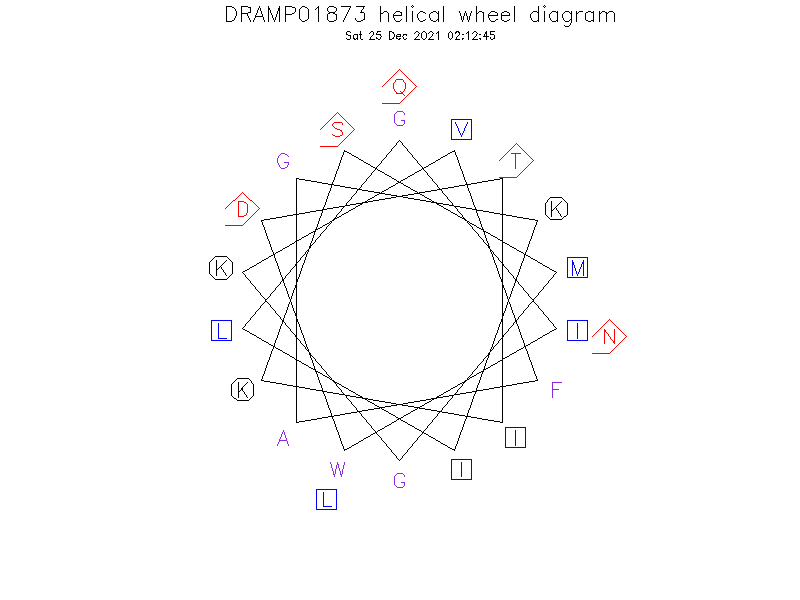 DRAMP01873 helical wheel diagram
Sat 25 Dec 2021 02:12:45
Q
S G V
G T
D K
K M
L I N
K F
A I
W G I
L